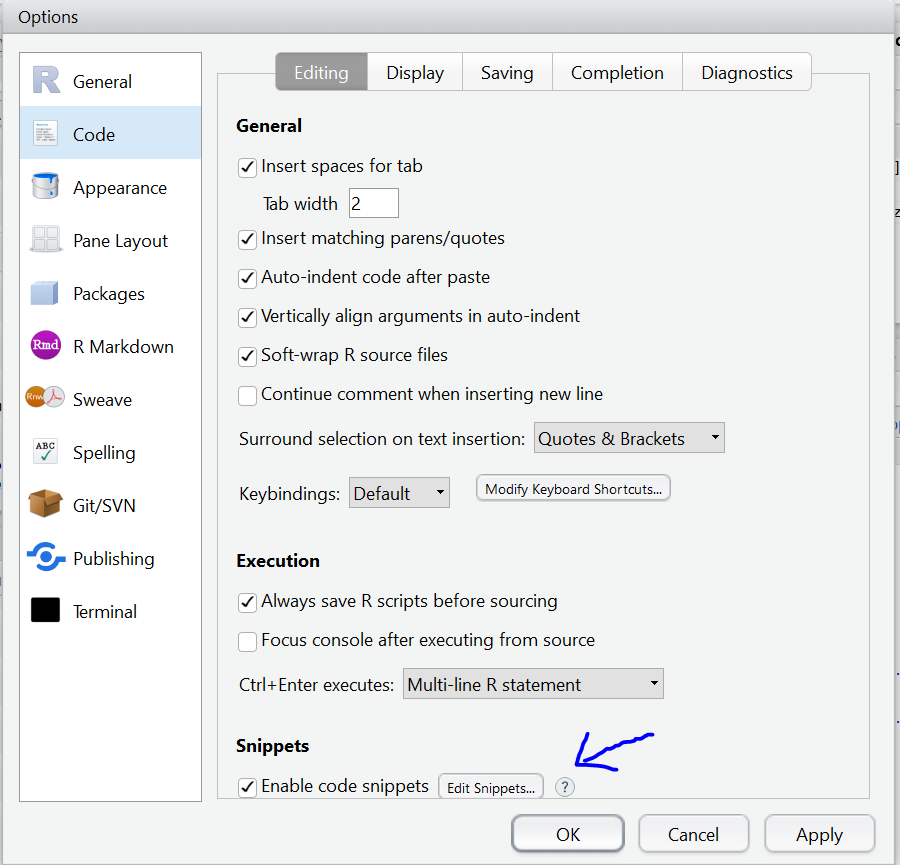 Options
General
Code
Appearance
Pane Layout
Packages
Rmd R Markdown
Rnw Sweave
ABC Spelling
Git/SVN
Publishing
Terminal
Editing Display Saving Completion Diagnostics
General
Insert spaces for tab
Tab width 2
Insert matching parens/quotes
Auto-indent code after paste
Vertically align arguments in auto-indent
Soft-wrap R source files
Continue comment when inserting new line
Surround selection on text insertion: Quotes & Brackets
Keybindings: Default Modify Keyboard Shortcuts...
Execution
Always save R scripts before sourcing
Focus console after executing from source
Ctrl+Enter executes: Multi-line R statement
Snippets
Enable code snippets Edit Snippets... ?
OK Cancel Apply